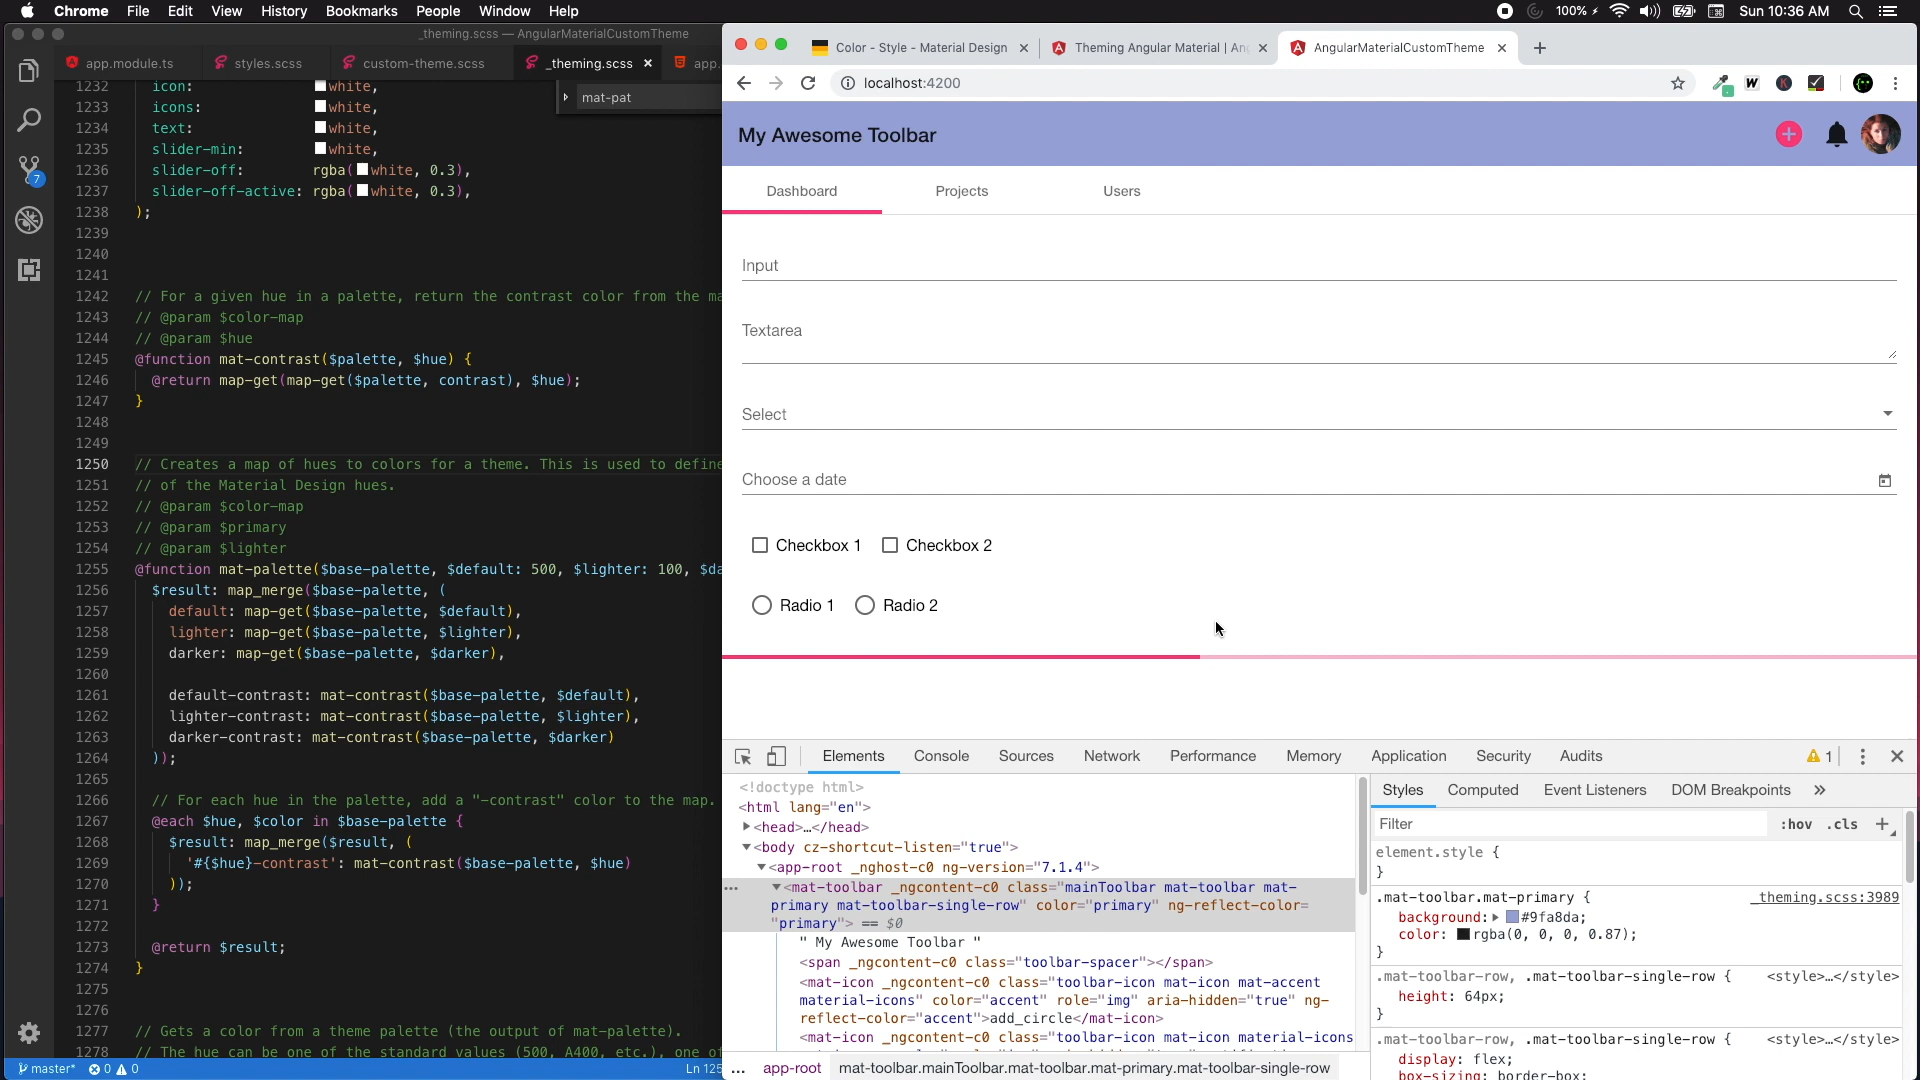 Chrome File Edit View History Bookmarks People Window Help
100% Sun 10:36 AM
_theming.scss — AngularMaterialCustomTheme
app.module.ts styles.scss custom-theme.scss _theming.scss app.
mat-pat
1232 icon: white,
1233 icons: white,
1234 text: white,
1235 slider-min: white,
1236 slider-off: rgba(white, 0.3),
1237 slider-off-active: rgba(white, 0.3),
1238 );
1239
1240
1241
1242 // For a given hue in a palette, return the contrast color from the ma
1243 // @param $color-map
1244 // @param $hue
1245 @function mat-contrast($palette, $hue) {
1246 @return map-get(map-get($palette, contrast), $hue);
1247 }
1248
1249
1250 // Creates a map of hues to colors for a theme. This is used to define
1251 // of the Material Design hues.
1252 // @param $color-map
1253 // @param $primary
1254 // @param $lighter
1255 @function mat-palette($base-palette, $default: 500, $lighter: 100, $da
1256 $result: map_merge($base-palette, (
1257 default: map-get($base-palette, $default),
1258 lighter: map-get($base-palette, $lighter),
1259 darker: map-get($base-palette, $darker),
1260
1261 default-contrast: mat-contrast($base-palette, $default),
1262 lighter-contrast: mat-contrast($base-palette, $lighter),
1263 darker-contrast: mat-contrast($base-palette, $darker)
1264 ));
1265
1266 // For each hue in the palette, add a "-contrast" color to the map.
1267 @each $hue, $color in $base-palette {
1268 $result: map_merge($result, (
1269 '#{$hue}-contrast': mat-contrast($base-palette, $hue)
1270 ));
1271 }
1272
1273 @return $result;
1274 }
1275
1276
1277 // Gets a color from a theme palette (the output of mat-palette).
1278 // The hue can be one of the standard values (500, A400, etc.), one of
7
master* 0 0 Ln 125
Color - Style - Material Design
Theming Angular Material | Ang
AngularMaterialCustomTheme
localhost:4200
My Awesome Toolbar
Dashboard Projects Users
Input
Textarea
Select
Choose a date
Checkbox 1 Checkbox 2
Radio 1 Radio 2
Elements Console Sources Network Performance Memory Application Security Audits 1
<!doctype html>
<html lang="en">
<head>…</head>
<body cz-shortcut-listen="true">
<app-root _nghost-c0 ng-version="7.1.4">
<mat-toolbar _ngcontent-c0 class="mainToolbar mat-toolbar mat-
primary mat-toolbar-single-row" color="primary" ng-reflect-color=
"primary"> == $0
" My Awesome Toolbar "
<span _ngcontent-c0 class="toolbar-spacer"></span>
<mat-icon _ngcontent-c0 class="toolbar-icon mat-icon mat-accent
material-icons" color="accent" role="img" aria-hidden="true" ng-
reflect-color="accent">add_circle</mat-icon>
<mat-icon _ngcontent-c0 class="toolbar-icon mat-icon material-icons
... app-root mat-toolbar.mainToolbar.mat-toolbar.mat-primary.mat-toolbar-single-row
Styles Computed Event Listeners DOM Breakpoints »
Filter :hov .cls +
element.style {
}
.mat-toolbar.mat-primary { _theming.scss:3989
background: #9fa8da;
color: rgba(0, 0, 0, 0.87);
}
.mat-toolbar-row, .mat-toolbar-single-row { <style>…</style>
height: 64px;
}
.mat-toolbar-row, .mat-toolbar-single-row { <style>…</style>
display: flex;
box-sizing: border-box;